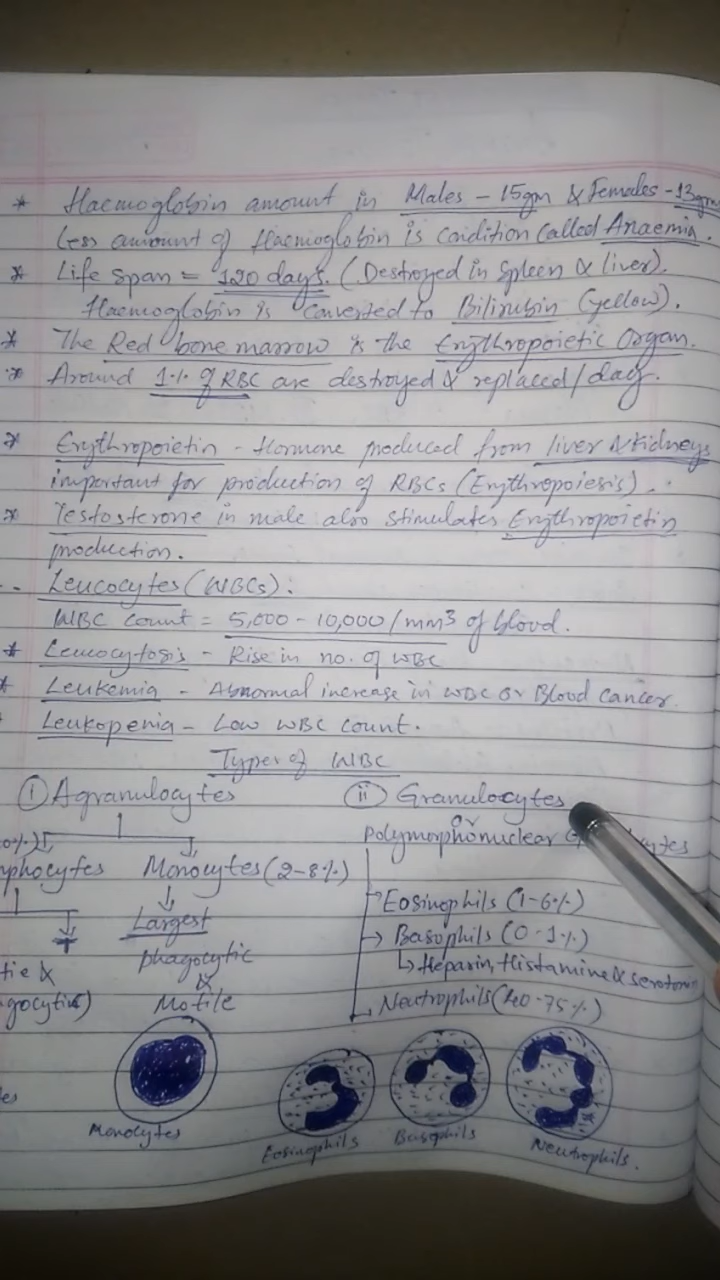 * Haemoglobin amount in Males - 15gm & Females - 13gm
Less amount of Haemoglobin is condition called Anaemia.
* Life span = 120 days. (Destroyed in Spleen & liver).
Haemoglobin is converted to Bilirubin (yellow).
* The Red bone marrow is the Erythropoietic Organ.
* Around 1% of RBC are destroyed & replaced/day.
* Erythropoietin - Hormone produced from liver & kidneys
important for production of RBCs (Erythropoiesis).
* Testosterone in male also stimulates Erythropoietin
production.
Leucocytes (WBCs):
WBC count = 5,000 - 10,000/mm³ of blood.
* Leucocytosis - Rise in no. of WBC
* Leukemia - Abnormal increase in WBC or Blood cancer.
Leukopenia - Low WBC count.
Types of WBC
i Agranulocytes
ii Granulocytes
or
Polymorphonuclear
0%)
mphocytes
Monocytes (2-8%)
Largest
phagocytic
&
Motile
tie &
gocytic)
Eosinophils (1-6%)
Basophils (0-1%)
Heparin, Histamine & serotonin
Neutrophils (40-75%)
Monocytes
Eosinophils
Basophils
Neutrophils.